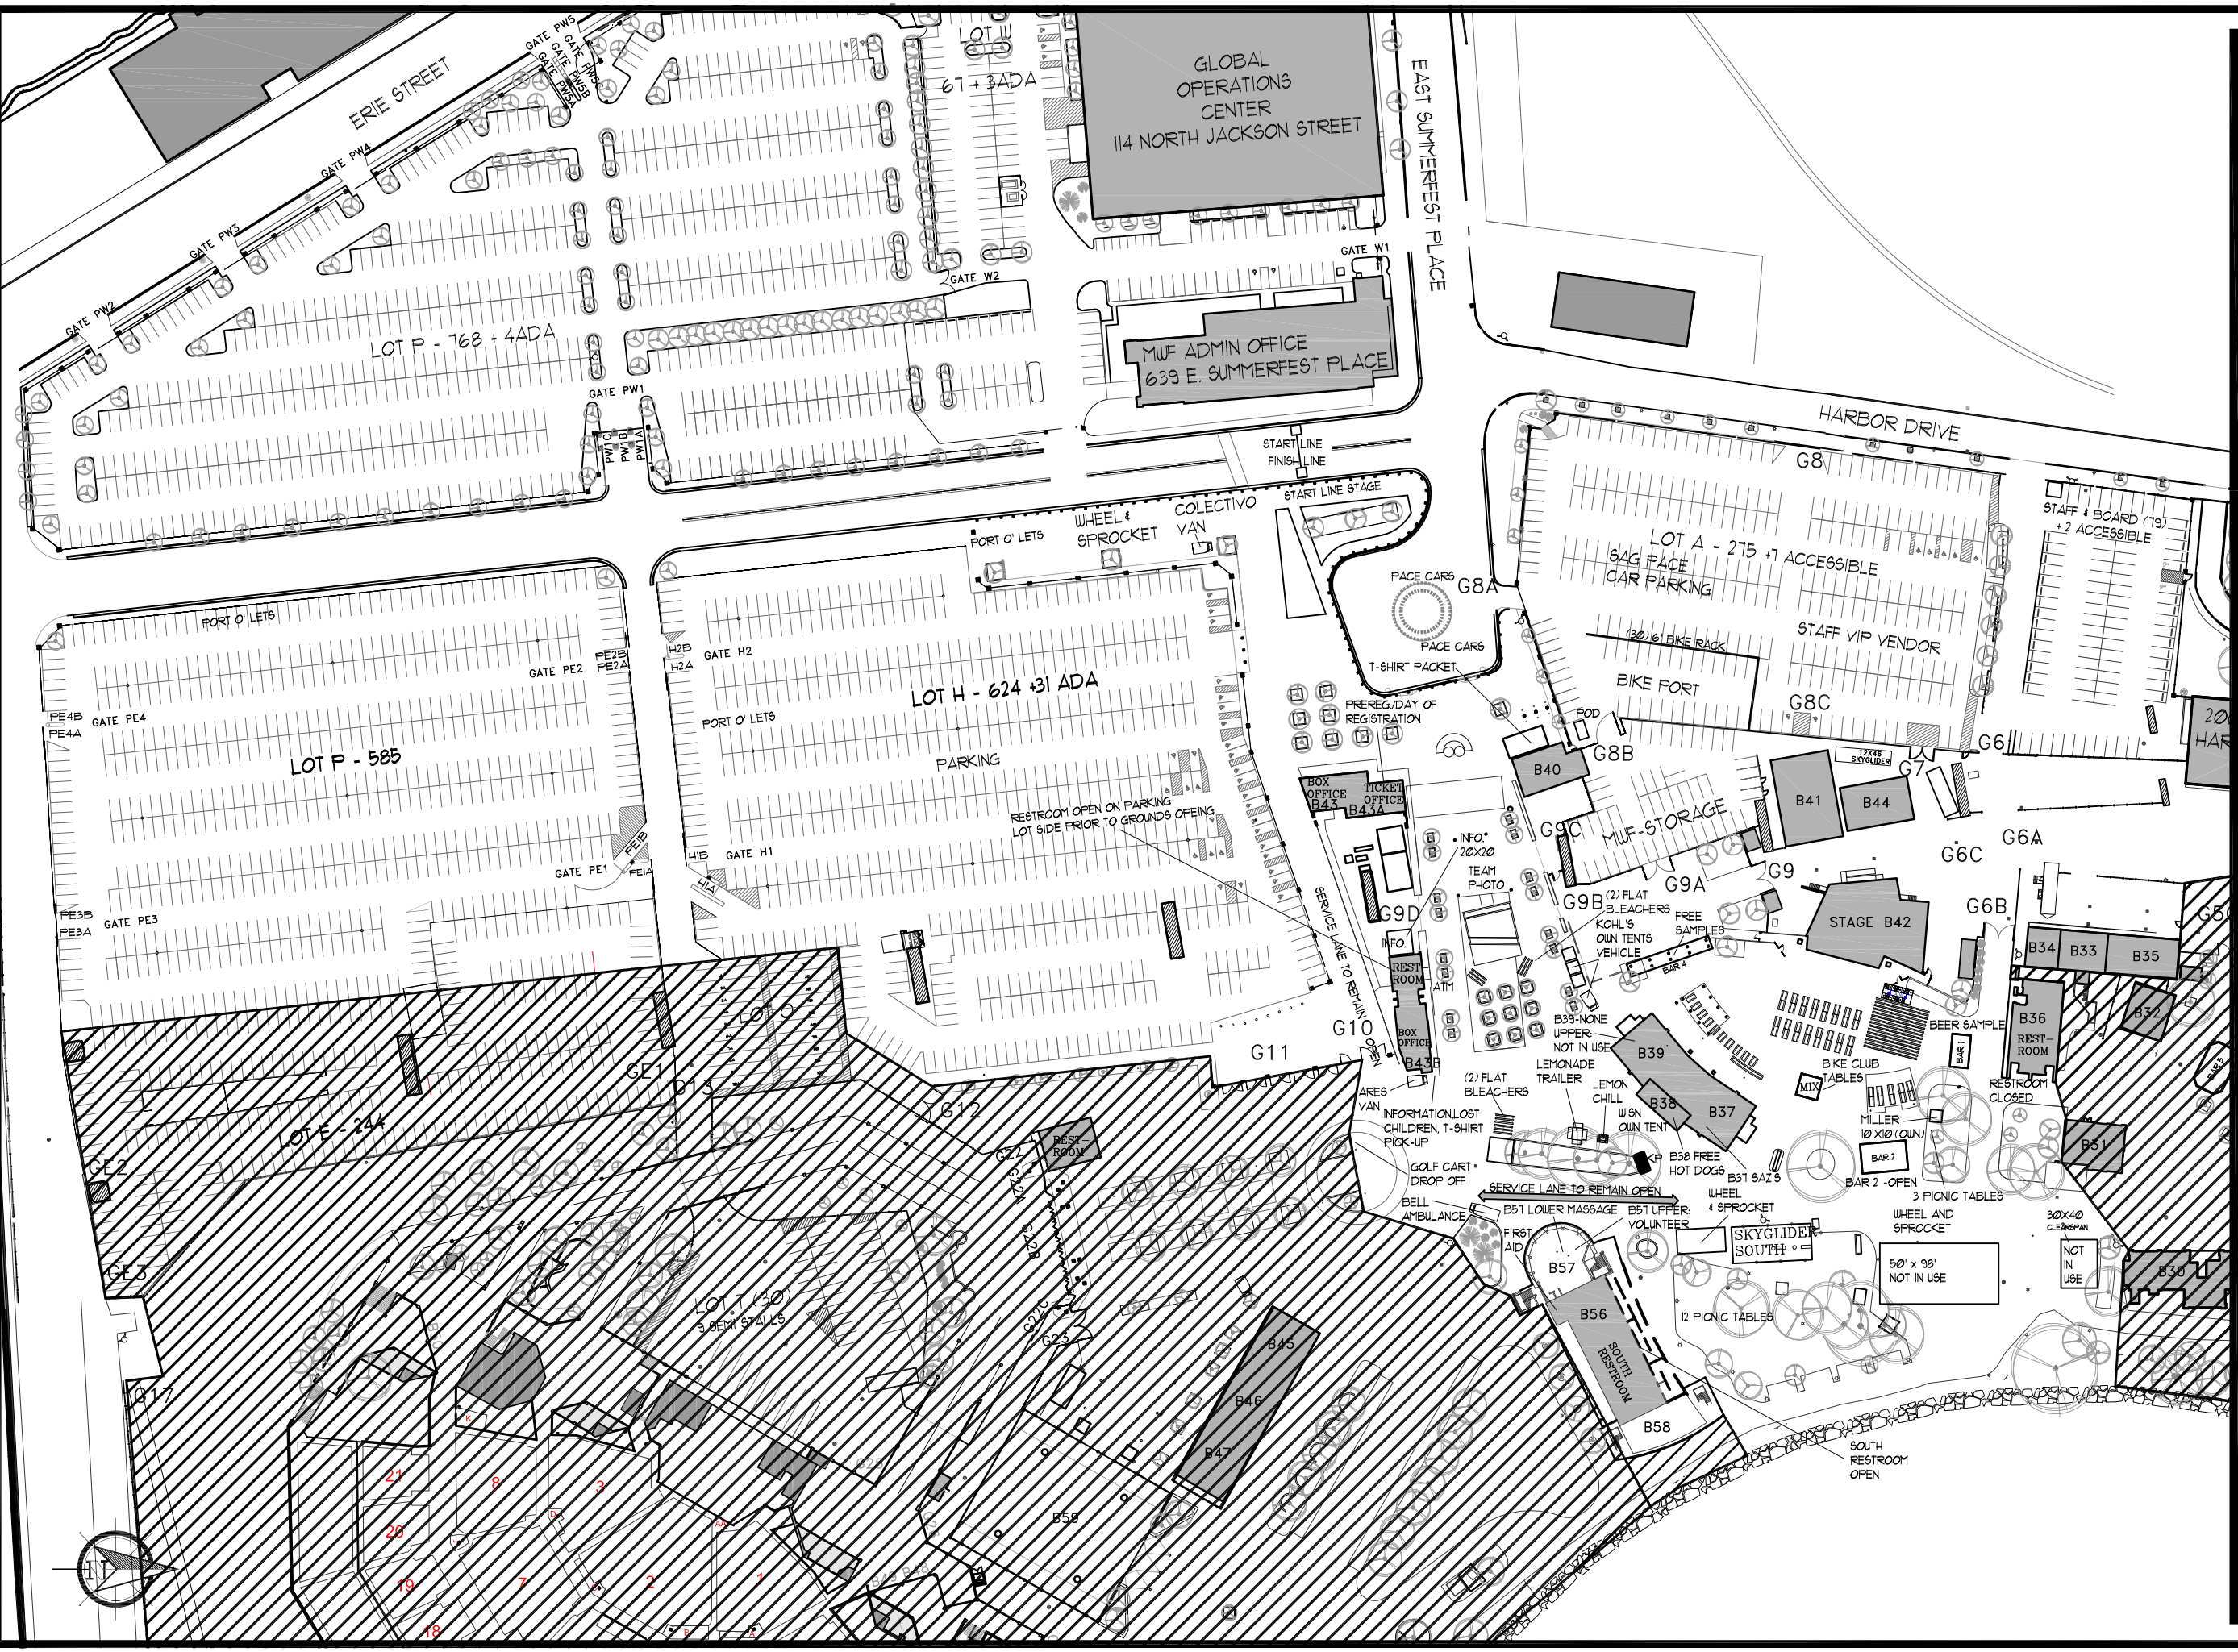 GATE PW5
GATE PW5C
GATE PW5B
GATE PW5A
ERIE STREET
GATE PW4
GATE PW3
GATE PW2
LOT W
67 + 3ADA
GLOBAL
OPERATIONS
CENTER
114 NORTH JACKSON STREET
EAST SUMMERFEST PLACE
GATE W1
GATE W2
LOT P - 768 + 4ADA
MWF ADMIN OFFICE
639 E. SUMMERFEST PLACE
GATE PW1
PW1C
PW1B
PW1A
START LINE
FINISH LINE
HARBOR DRIVE
G8
START LINE STAGE
WHEEL &
SPROCKET
COLECTIVO
VAN
PORT O' LETS
STAFF & BOARD (79)
+ 2 ACCESSIBLE
LOT A - 275 +7 ACCESSIBLE
SAG PACE
CAR PARKING
PACE CARS
G8A
PACE CARS
(30) 6' BIKE RACK
STAFF VIP VENDOR
BIKE PORT
G8C
T-SHIRT PACKET
PORT O' LETS
PE2B
PE2A
GATE PE2
H2B
H2A
GATE H2
LOT H - 624 +31 ADA
PORT O' LETS
PARKING
PE4B
PE4A
GATE PE4
LOT P - 585
PREREG./DAY OF
REGISTRATION
POD
G8B
G6
G7
12X46
SKYGLIDER
B40
B41
B44
BOX
OFFICE
B43
TICKET
OFFICE
B43A
RESTROOM OPEN ON PARKING
LOT SIDE PRIOR TO GROUNDS OPEING
MWF-STORAGE
G9C
G9
G9A
G9B
G6C
G6A
G6B
G5
INFO.
20X20
TEAM
PHOTO
PE1B
PE1A
GATE PE1
H1B
H1A
GATE H1
PE3B
PE3A
GATE PE3
SERVICE LANE TO REMAIN OPEN
G9D
INFO.
REST
ROOM
ATM
BOX
OFFICE
B43B
(2) FLAT
BLEACHERS
KOHL'S
OWN TENTS
VEHICLE
FREE
SAMPLES
BAR 4
STAGE B42
B34
B33
B35
B32
B36
REST-
ROOM
BEER SAMPLE
BAR 1
BAR 5
G10
G11
B39-NONE
UPPER:
NOT IN USE
B39
B38
B37
LEMONADE
TRAILER
LEMON
CHILL
WISN
OWN TENT
(2) FLAT
BLEACHERS
MIX
BIKE CLUB
TABLES
RESTROOM
CLOSED
MILLER
10'X10'(OWN)
BAR 2
BAR 2 -OPEN
B31
ARES
VAN
INFORMATION,LOST
CHILDREN, T-SHIRT
PICK-UP
GOLF CART
DROP OFF
BELL
AMBULANCE
KP
B38 FREE
HOT DOGS
B37 SAZ'S
3 PICNIC TABLES
SERVICE LANE TO REMAIN OPEN
B57 LOWER MASSAGE
B57 UPPER:
VOLUNTEER
WHEEL
& SPROCKET
WHEEL AND
SPROCKET
30X40
CLEARSPAN
NOT
IN
USE
FIRST
AID
B57
SKYGLIDER
SOUTH
50' x 98'
NOT IN USE
B30
B56
SOUTH
RESTROOM
12 PICNIC TABLES
B58
SOUTH
RESTROOM
OPEN
GE1
G13
G12
LOT E - 244
GE2
GE3
G17
REST-
ROOM
G22
G22A
G22B
G22C
G23
LOT T (30)
9 SEMI STALLS
B45
B46
B47
B59
K
21
8
3
20
19
7
2
1
18
AA
D